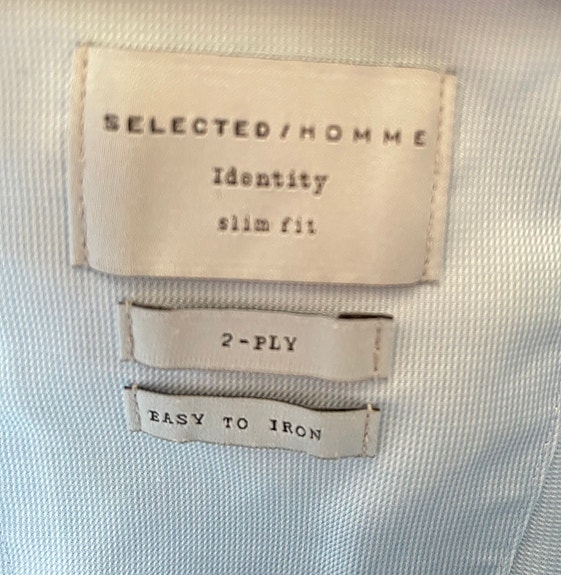 SELECTED/HOMME
Identity
slim fit
2-PLY
EASY TO IRON